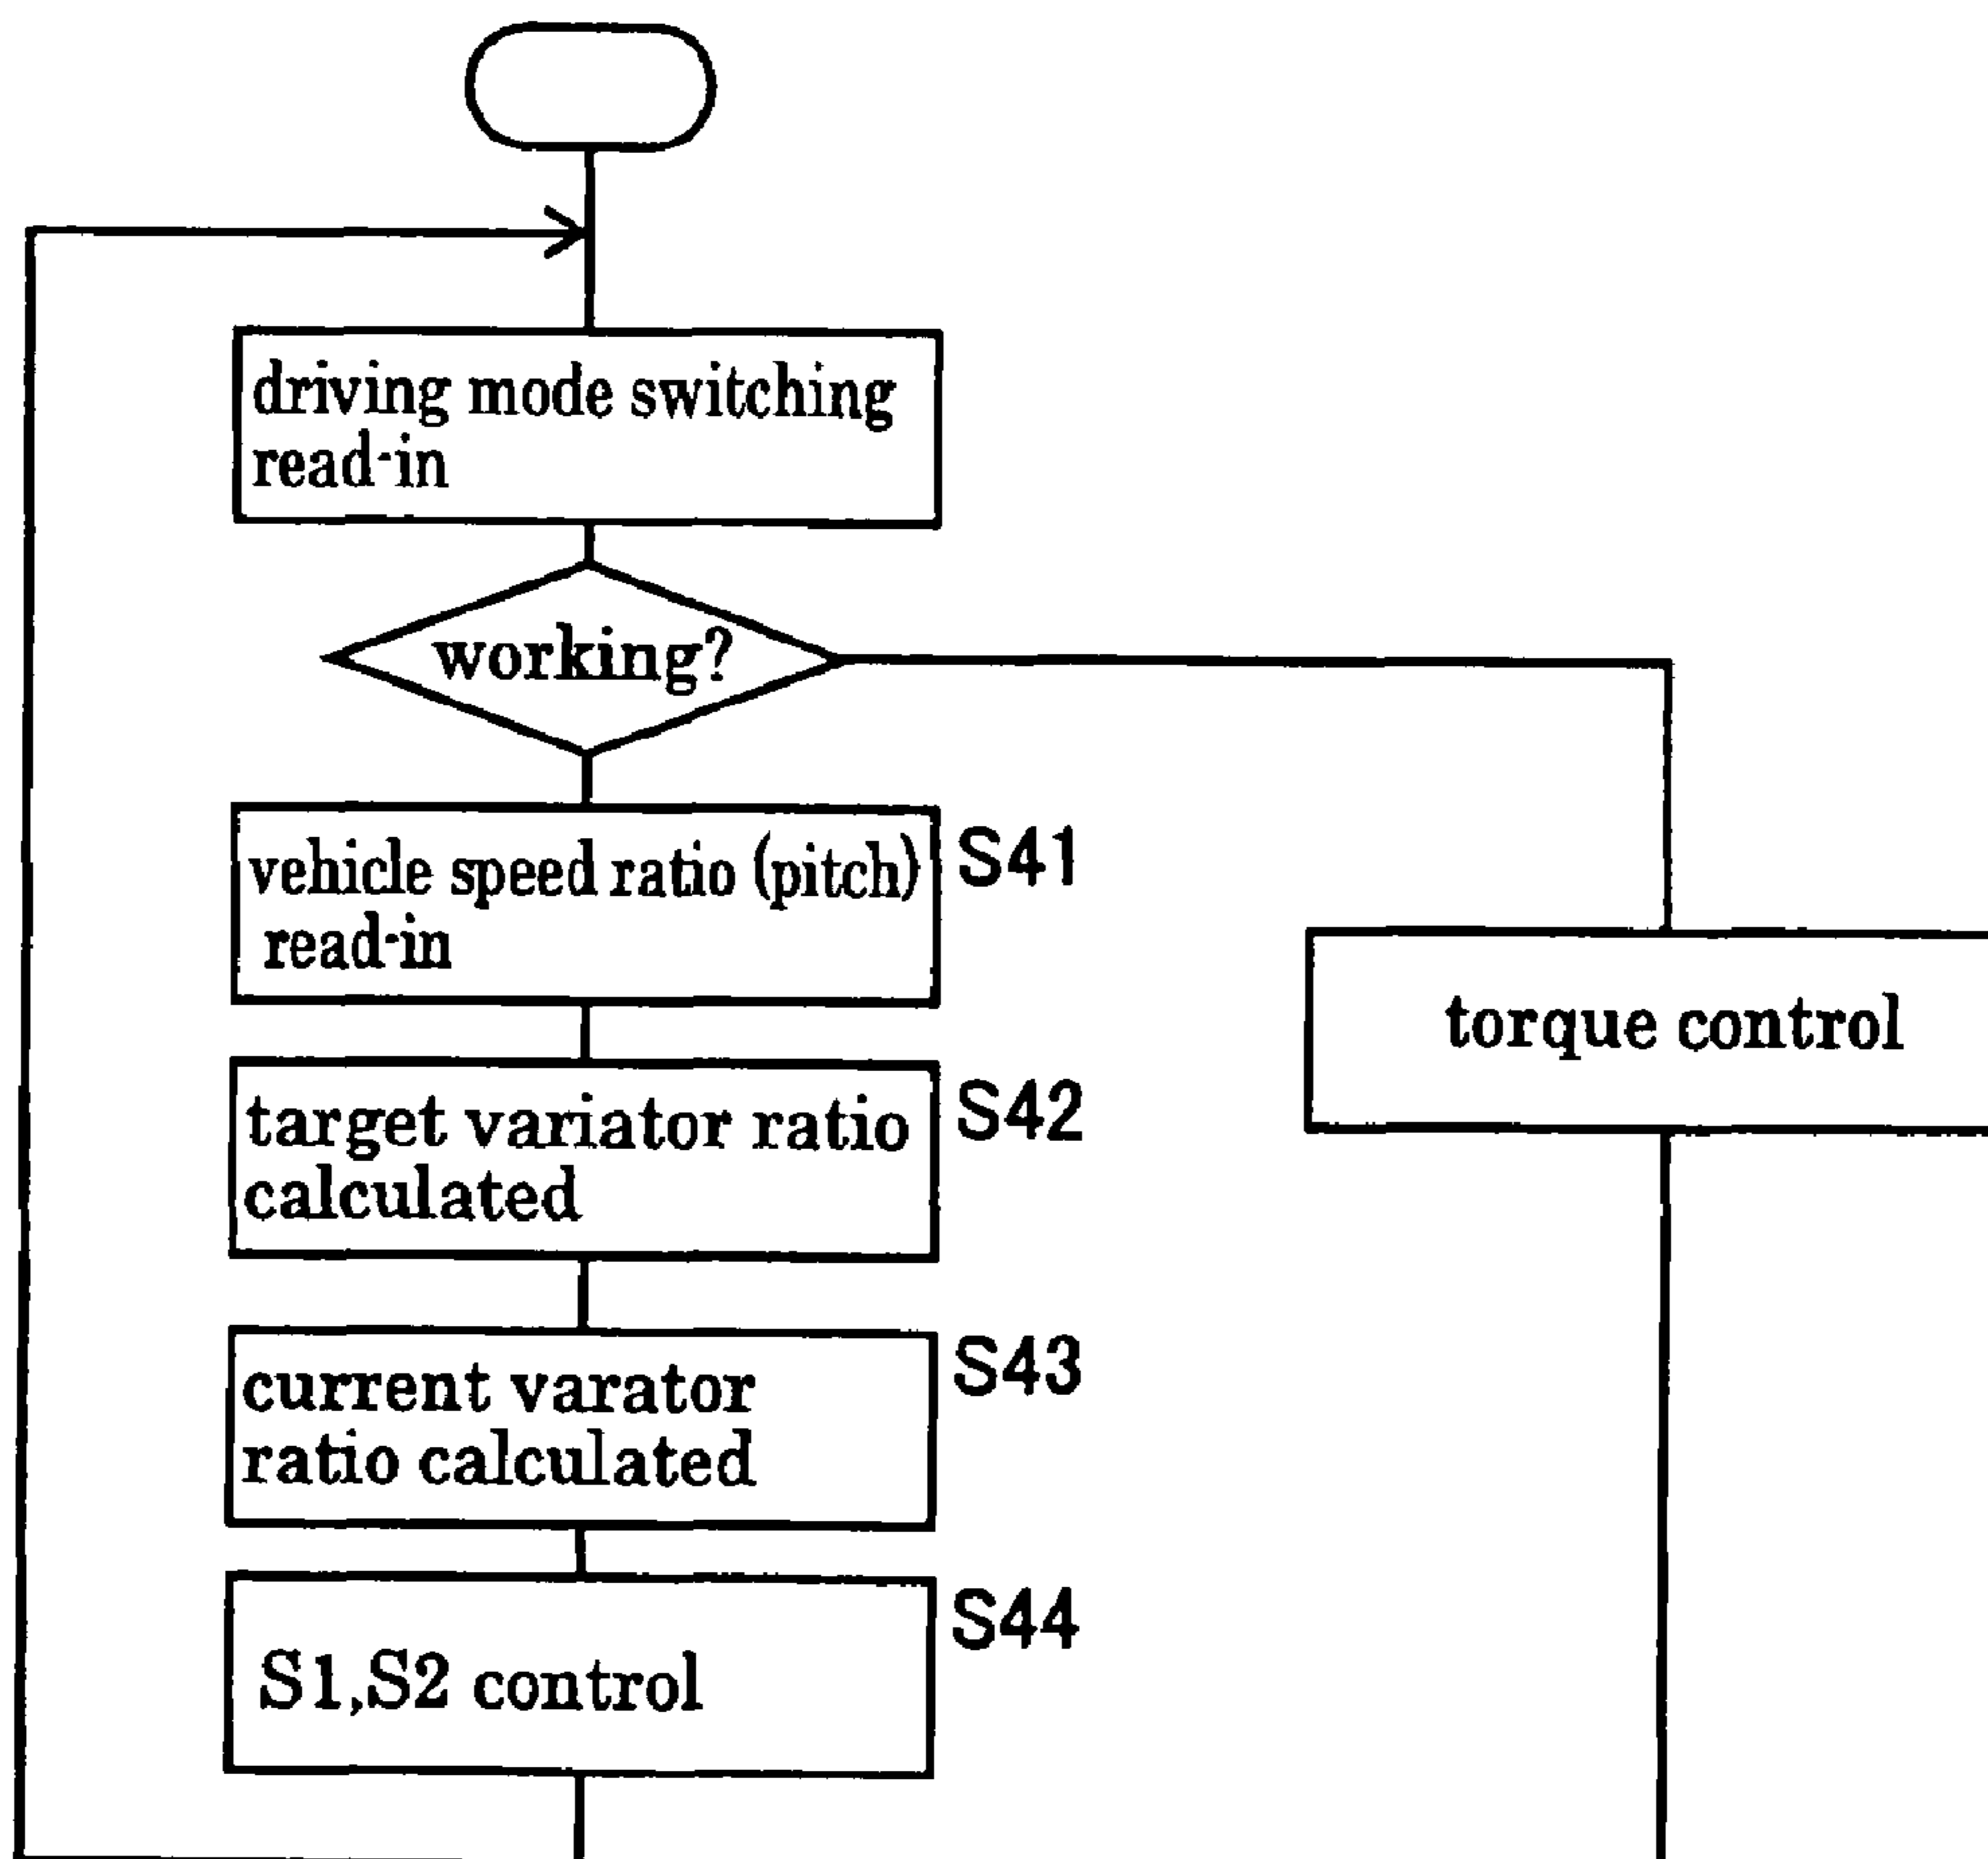 driving mode switching
read-in
working?
vehicle speed ratio (pitch)
read-in
S41
torque control
target variator ratio
calculated
S42
current varator
ratio calculated
S43
S1,S2 control
S44